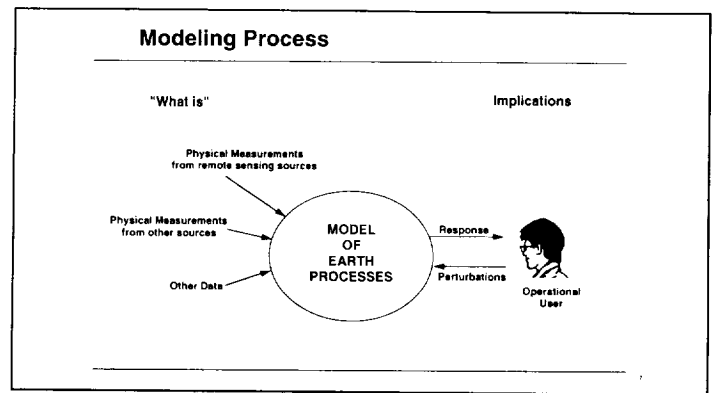 Modeling Process
"What is"
Implications
Physical Measurements
from remote sensing sources
Physical Measurements
from other sources
Other Data
MODEL
OF
EARTH
PROCESSES
Response
Perturbations
Operational
User